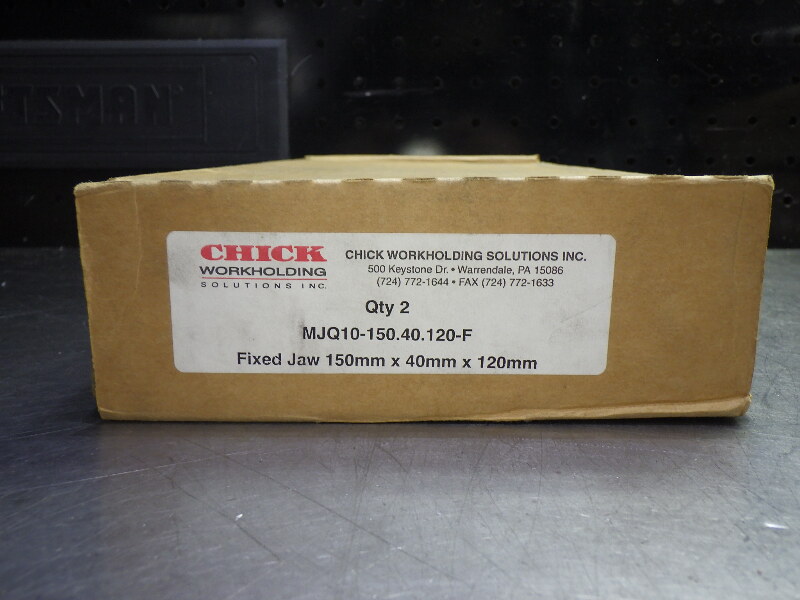 CHICK
WORKHOLDING
SOLUTIONS INC.
CHICK WORKHOLDING SOLUTIONS INC.
500 Keystone Dr. • Warrendale, PA 15086
(724) 772-1644 • FAX (724) 772-1633
Qty 2
MJQ10-150.40.120-F
Fixed Jaw 150mm x 40mm x 120mm